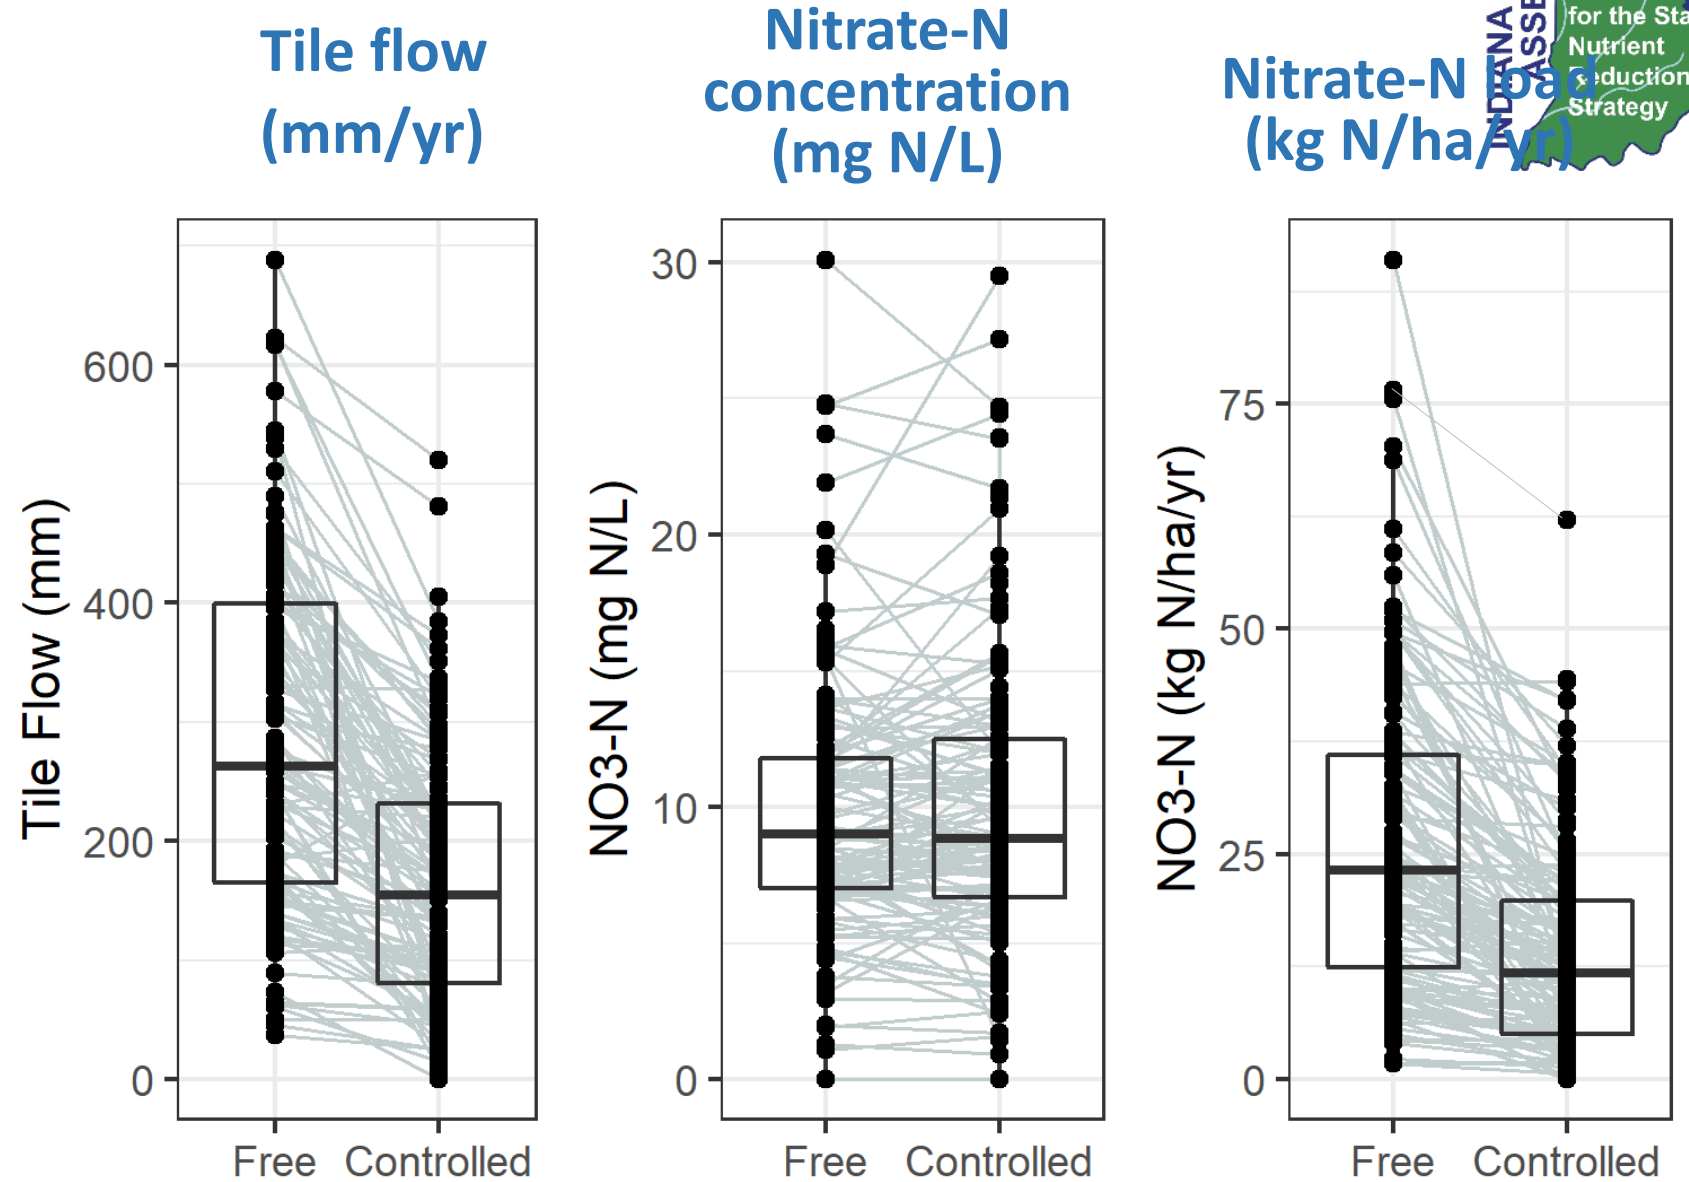 Tile flow
(mm/yr)
Nitrate-N
concentration
(mg N/L)
Nitrate-N load
(kg N/ha/yr)
INDIANA
for the
Nutrient
Reduction
Strategy
Tile Flow (mm)
600
400
200
0
Free Controlled
NO3-N (mg N/L)
30
20
10
0
Free Controlled
NO3-N (kg N/ha/yr)
75
50
25
0
Free Controlled